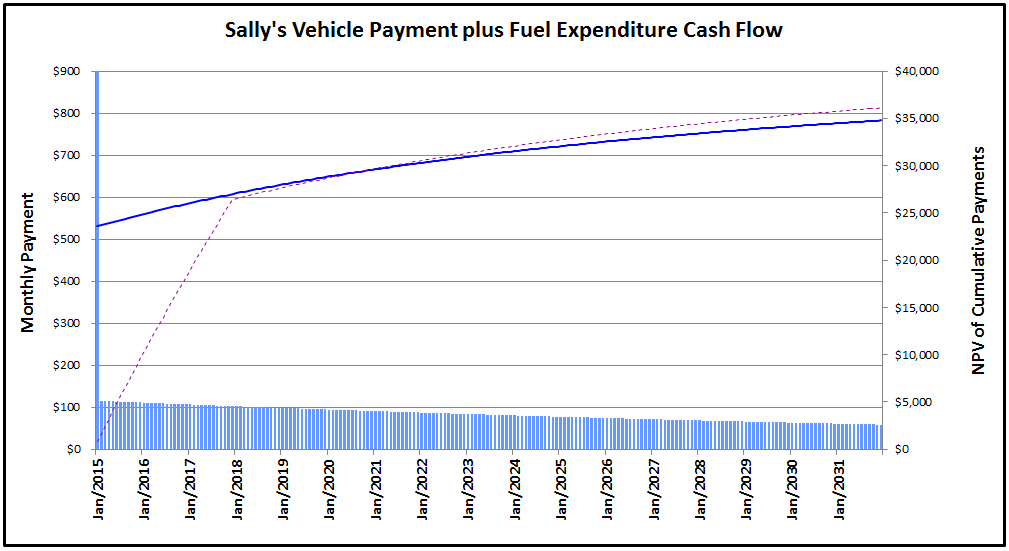 Sally's Vehicle Payment plus Fuel Expenditure Cash Flow
Monthly Payment
$900
$800
$700
$600
$500
$400
$300
$200
$100
$0
$40,000
$35,000
$30,000
$25,000
$20,000
$15,000
$10,000
$5,000
$0
NPV of Cumulative Payments
Jan/2015
Jan/2016
Jan/2017
Jan/2018
Jan/2019
Jan/2020
Jan/2021
Jan/2022
Jan/2023
Jan/2024
Jan/2025
Jan/2026
Jan/2027
Jan/2028
Jan/2029
Jan/2030
Jan/2031